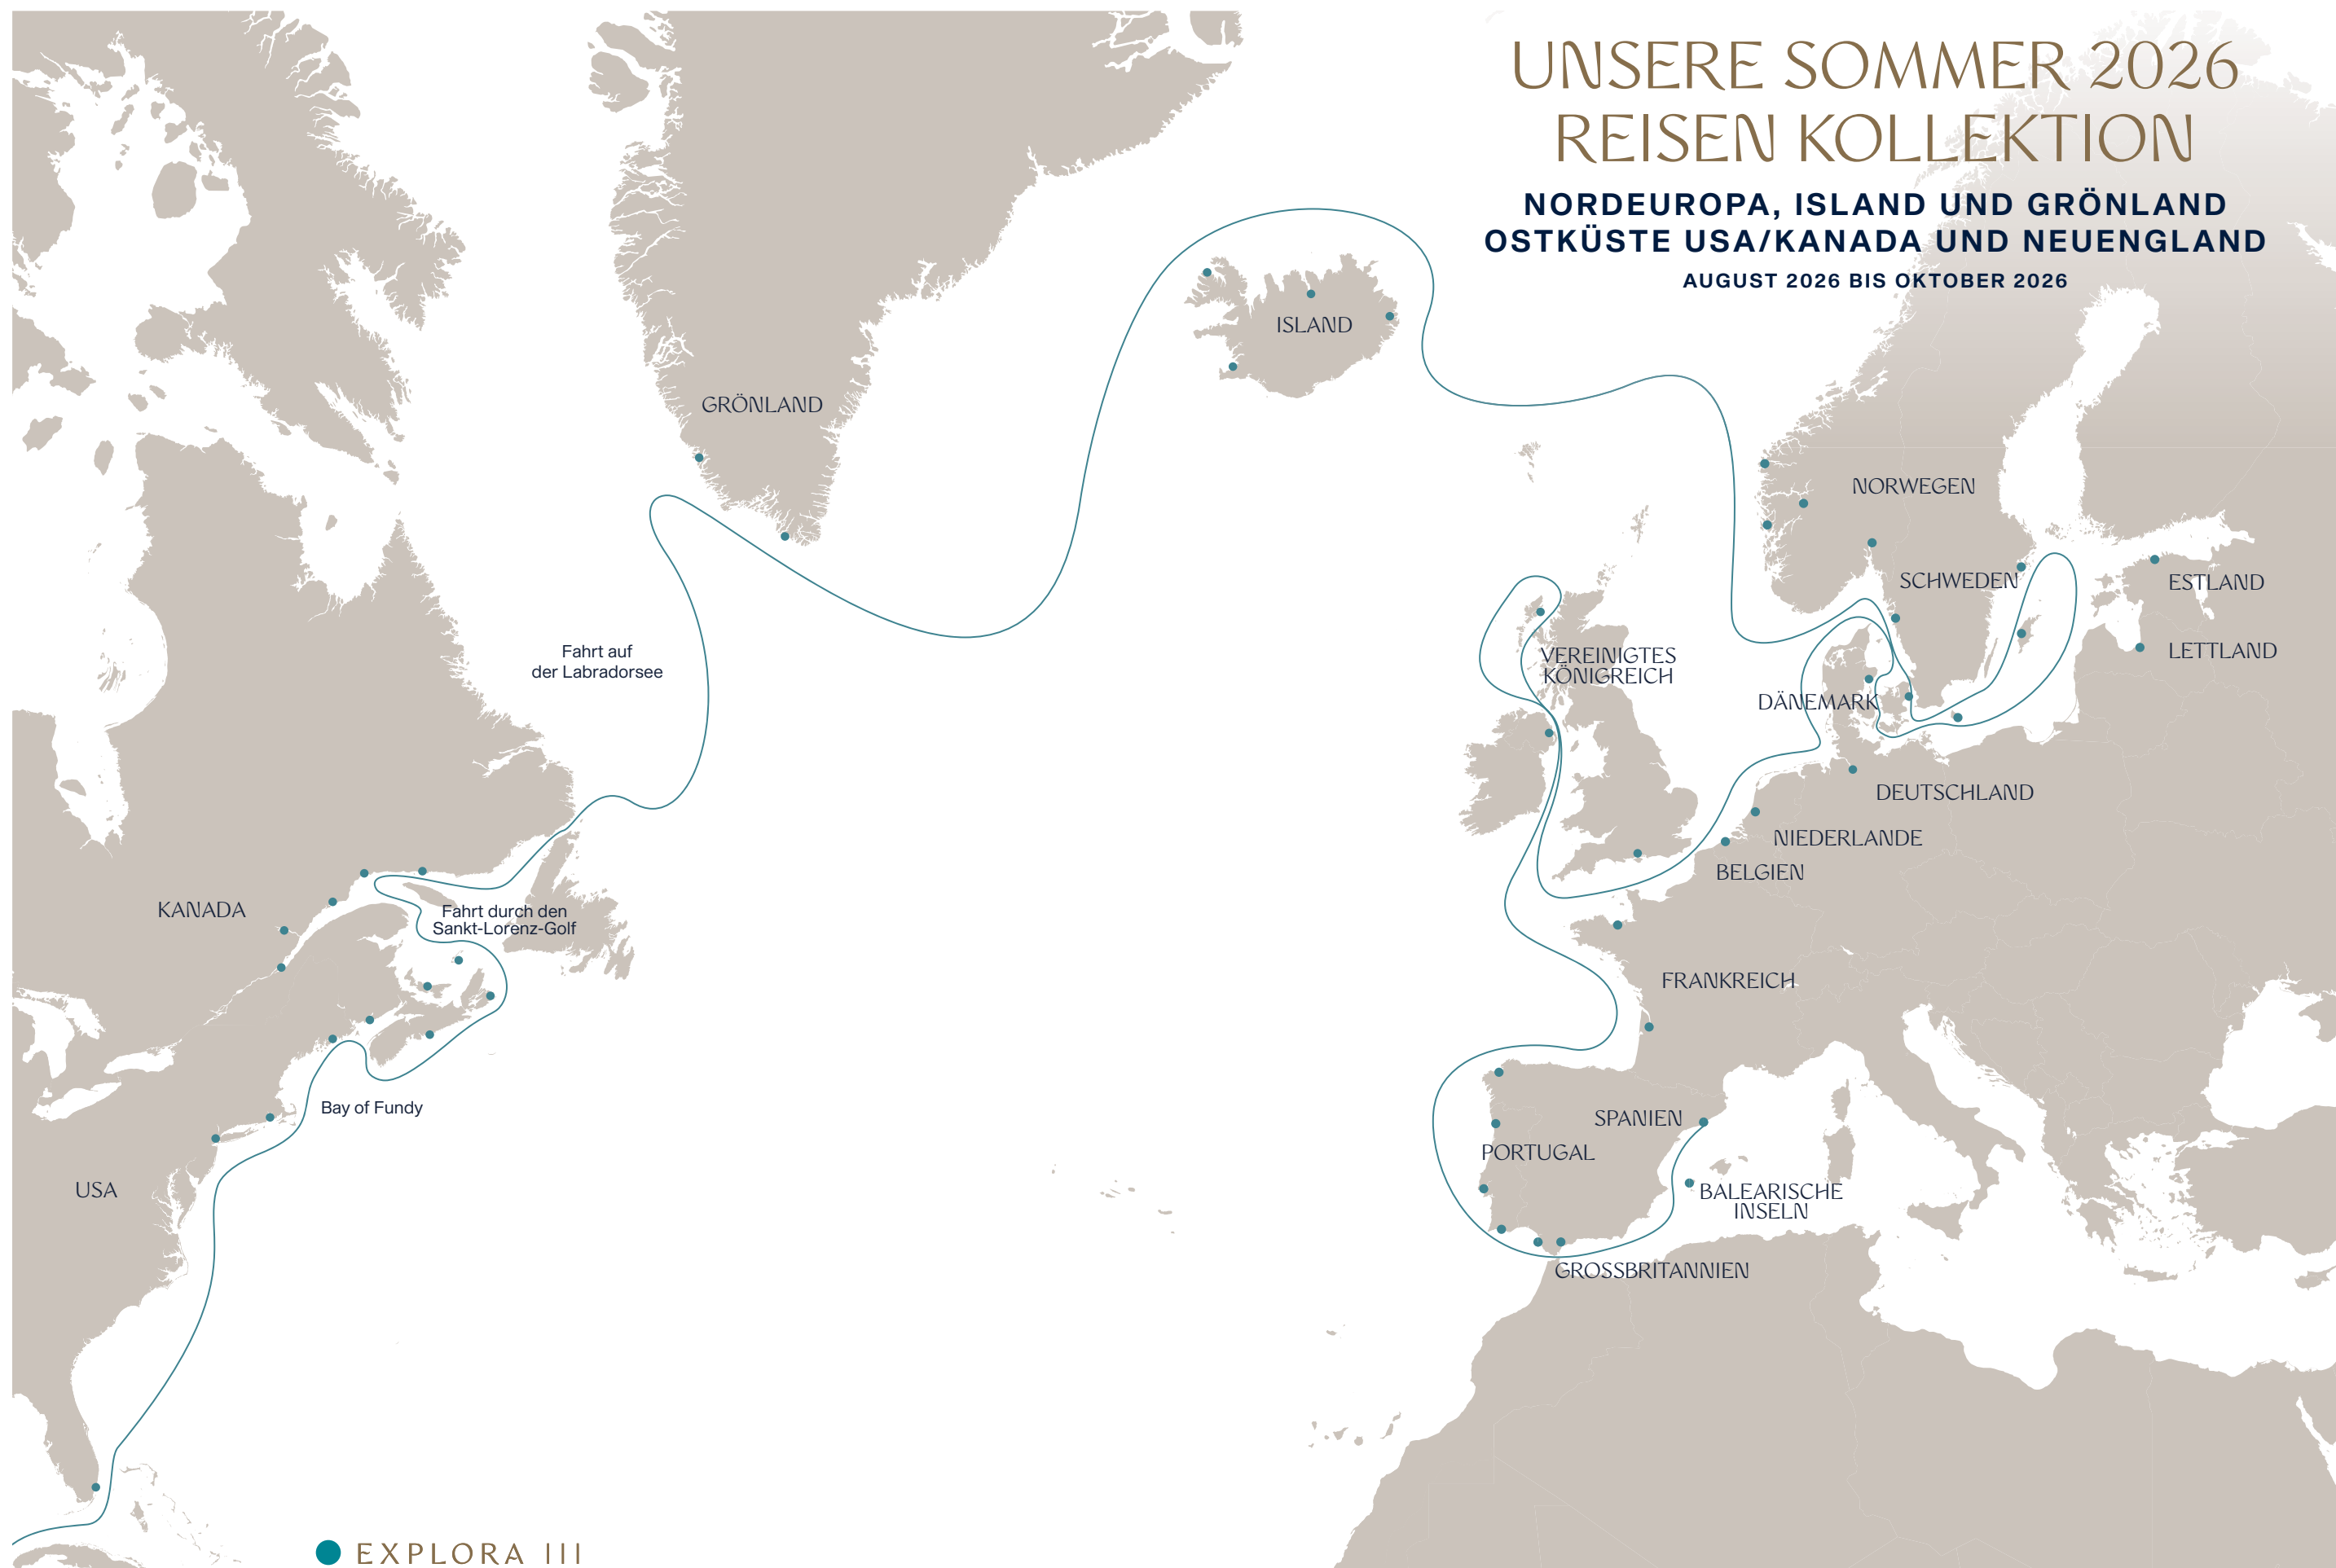 UNSERE SOMMER 2026
REISEN KOLLEKTION
NORDEUROPA, ISLAND UND GRÖNLAND
OSTKÜSTE USA/KANADA UND NEUENGLAND
AUGUST 2026 BIS OKTOBER 2026
ISLAND
GRÖNLAND
NORWEGEN
SCHWEDEN
ESTLAND
Fahrt auf
der Labradorsee
LETTLAND
VEREINIGTES
KÖNIGREICH
DÄNEMARK
DEUTSCHLAND
NIEDERLANDE
BELGIEN
KANADA
Fahrt durch den
Sankt-Lorenz-Golf
FRANKREICH
Bay of Fundy
SPANIEN
PORTUGAL
USA
BALEARISCHE
INSELN
GROSSBRITANNIEN
EXPLORA III